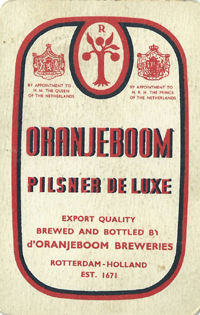 R
BY APPOINTMENT TO
H. M. THE QUEEN
OF THE NETHERLANDS
BY APPOINTMENT TO
H. R. H. THE PRINCE
OF THE NETHERLANDS
ORANJEBOOM
PILSNER DE LUXE
EXPORT QUALITY
BREWED AND BOTTLED BY
d'ORANJEBOOM BREWERIES
ROTTERDAM-HOLLAND
EST. 1671